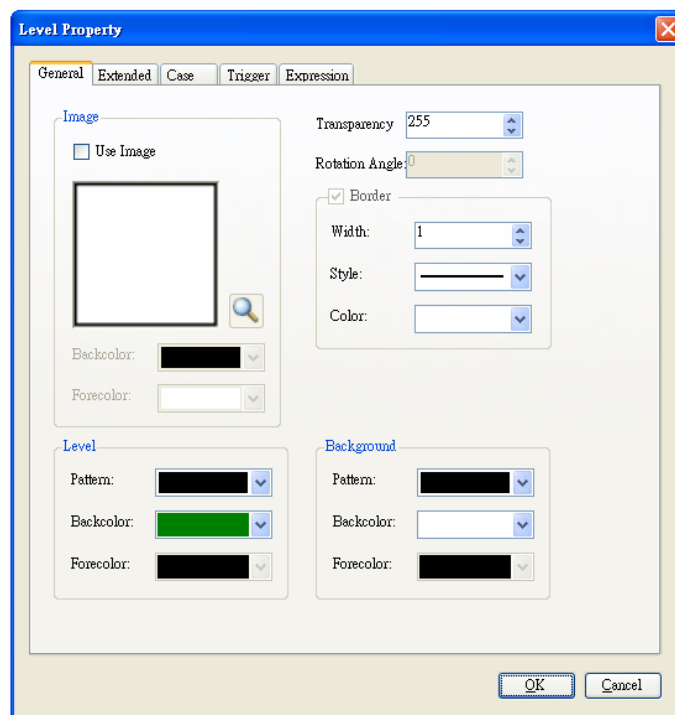 Level Property
General Extended Case Trigger Expression
Image
Use Image
Backcolor:
Forecolor:
Transparency 255
Rotation Angle: 0
Border
Width: 1
Style:
Color:
Level
Pattern:
Backcolor:
Forecolor:
Background
Pattern:
Backcolor:
Forecolor:
OK Cancel